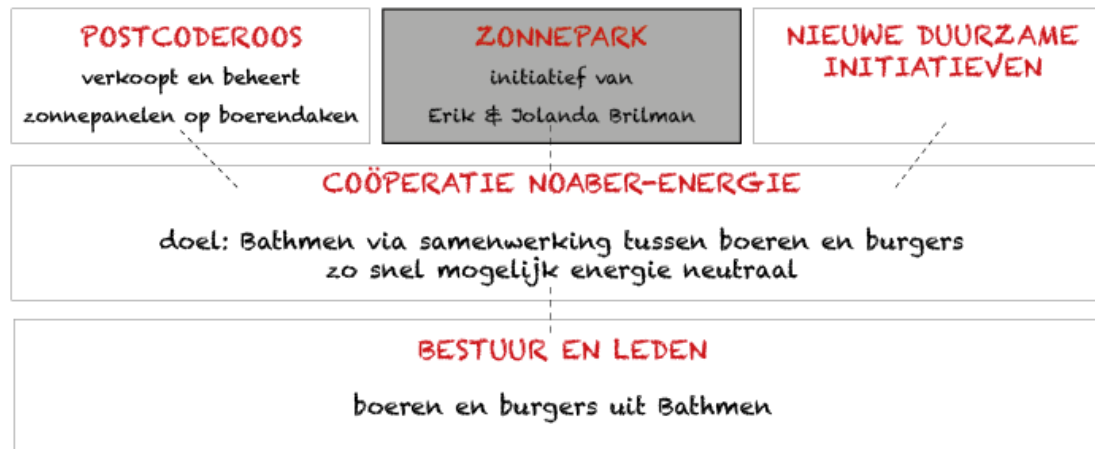 POSTCODEROOS
verkoopt en beheert
zonnepanelen op boerendaken
ZONNEPARK
initiatief van
Erik & Jolanda Brilman
NIEUWE DUURZAME
INITIATIEVEN
COÖPERATIE NOABER-ENERGIE
doel: Bathmen via samenwerking tussen boeren en burgers
zo snel mogelijk energie neutraal
BESTUUR EN LEDEN
boeren en burgers uit Bathmen